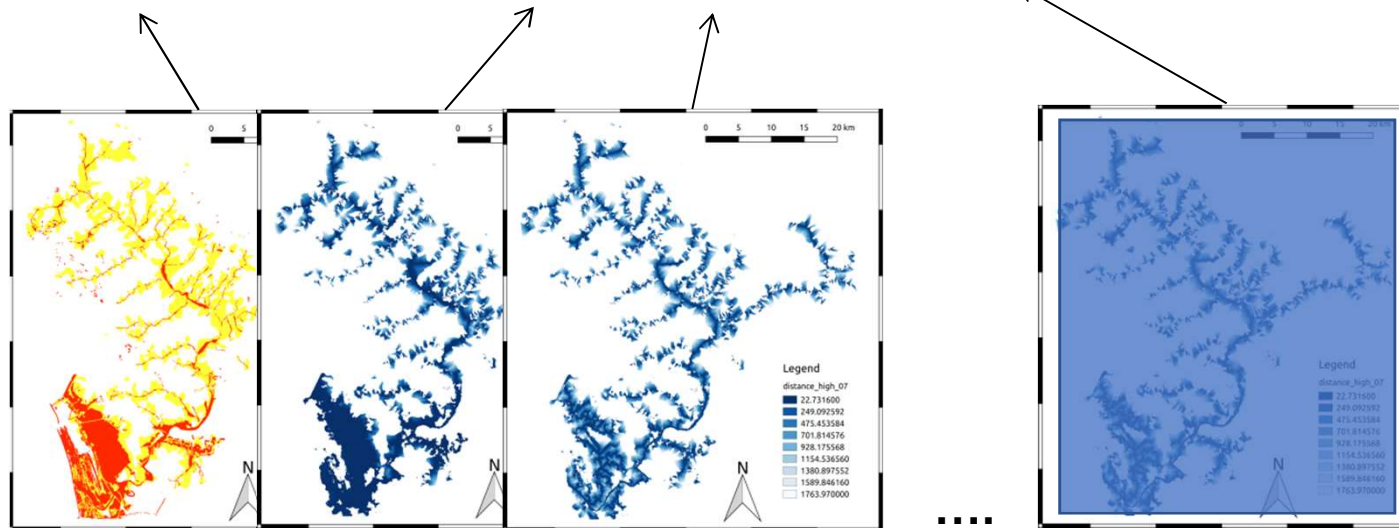 0 5
0 5
0 5 10 15 20 km
20 km
Legend
distance_high_07
22.731600
249.092592
475.453584
701.814576
928.175568
1154.536560
1380.897552
1589.846160
1763.970000
N
N
N
....
Legend
distance_high_07
22.731600
249.092592
475.453584
701.814576
928.175568
1154.536560
1380.897552
1589.846160
1763.970000
N